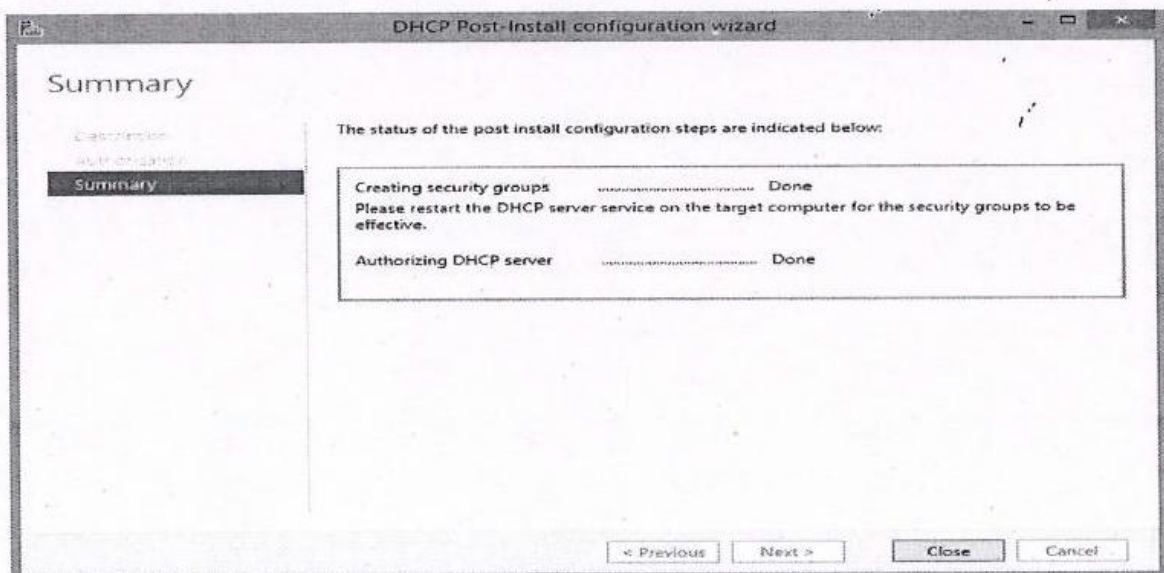 DHCP Post-Install configuration wizard
Summary
Description
Authorization
Summary
The status of the post install configuration steps are indicated below:
Creating security groups ................................ Done
Please restart the DHCP server service on the target computer for the security groups to be
effective.
Authorizing DHCP server ................................ Done
< Previous
Next >
Close
Cancel